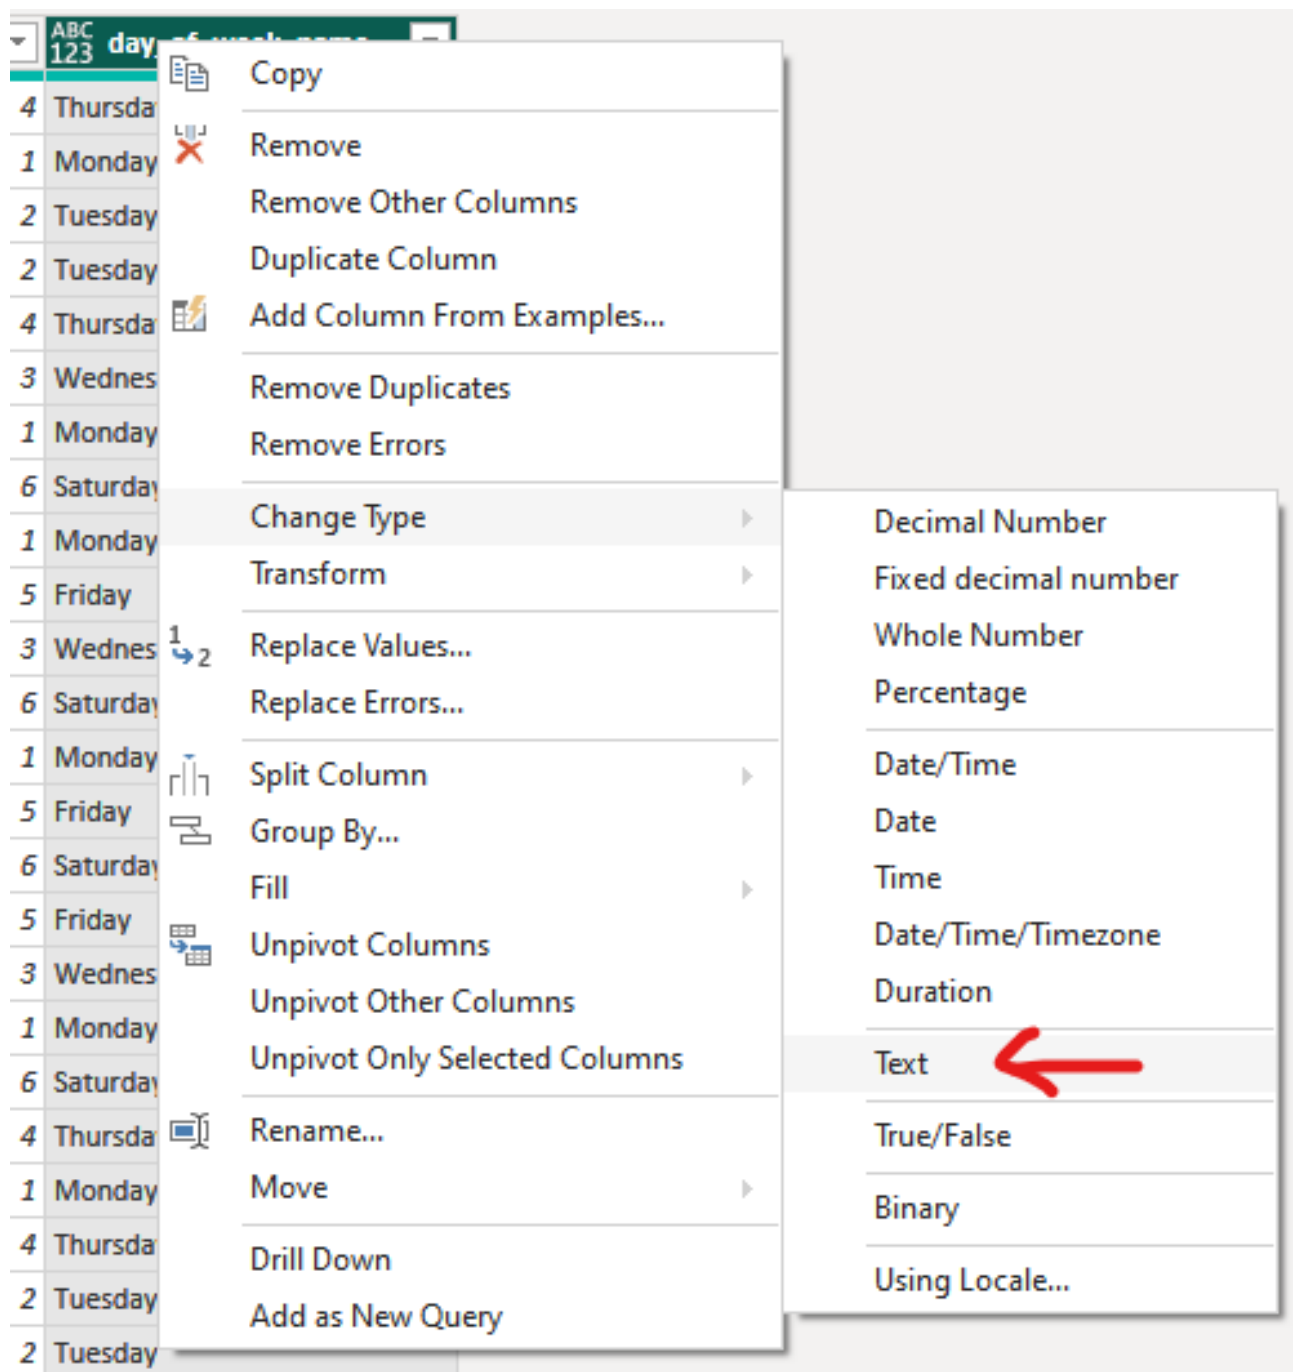 ABC
123 day_of_week_name
4 Thursda
1 Monday
2 Tuesday
2 Tuesday
4 Thursda
3 Wednes
1 Monday
6 Saturday
1 Monday
5 Friday
3 Wednes
6 Saturday
1 Monday
5 Friday
6 Saturday
5 Friday
3 Wednes
1 Monday
6 Saturday
4 Thursda
1 Monday
4 Thursda
2 Tuesday
2 Tuesday
Copy
Remove
Remove Other Columns
Duplicate Column
Add Column From Examples...
Remove Duplicates
Remove Errors
Change Type
Transform
1
2
Replace Values...
Replace Errors...
Split Column
Group By...
Fill
Unpivot Columns
Unpivot Other Columns
Unpivot Only Selected Columns
Rename...
Move
Drill Down
Add as New Query
Decimal Number
Fixed decimal number
Whole Number
Percentage
Date/Time
Date
Time
Date/Time/Timezone
Duration
Text
True/False
Binary
Using Locale...